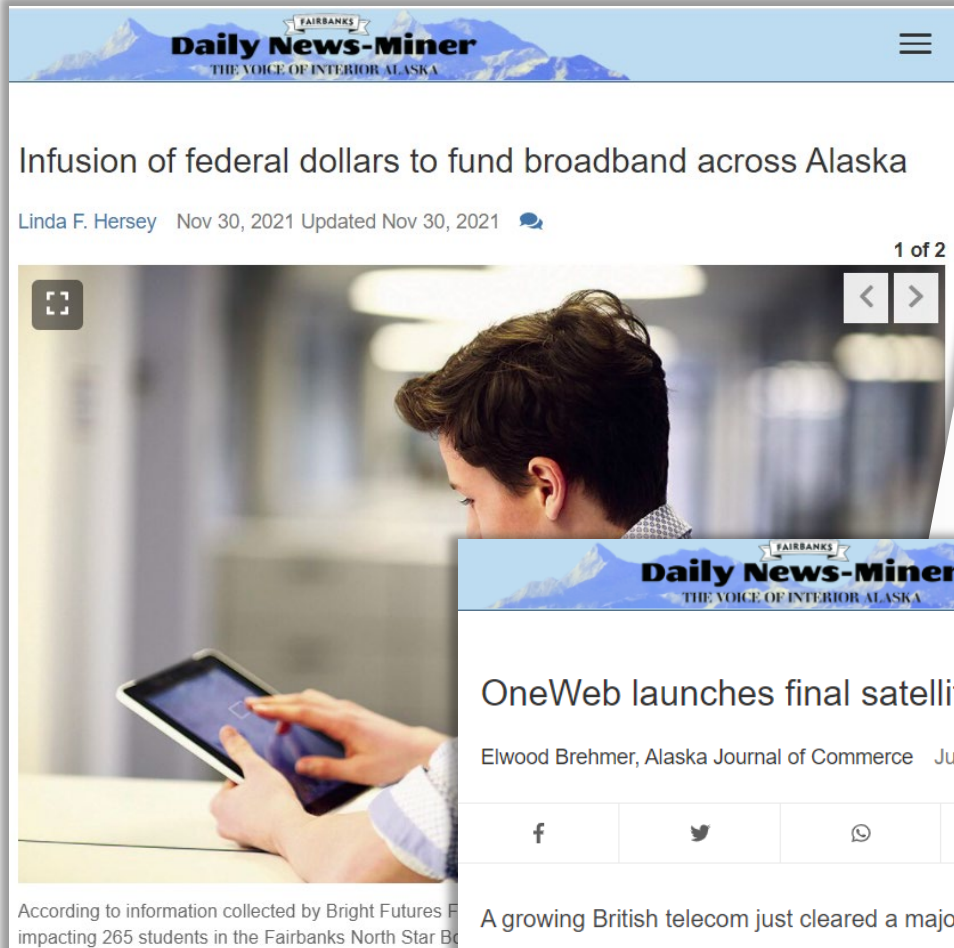 FAIRBANKS
Daily News-Miner
THE VOICE OF INTERIOR ALASKA
Infusion of federal dollars to fund broadband across Alaska
Linda F. Hersey Nov 30, 2021 Updated Nov 30, 2021
1 of 2
FAIRBANKS
Daily News-Miner
THE VOICE OF INTERIOR ALASKA
OneWeb launches final
Elwood Brehmer, Alaska Journal of Commerce
A growing British telecom just cleared a
According to information collected by Bright Futures
impacting 265 students in the Fairbanks North Star